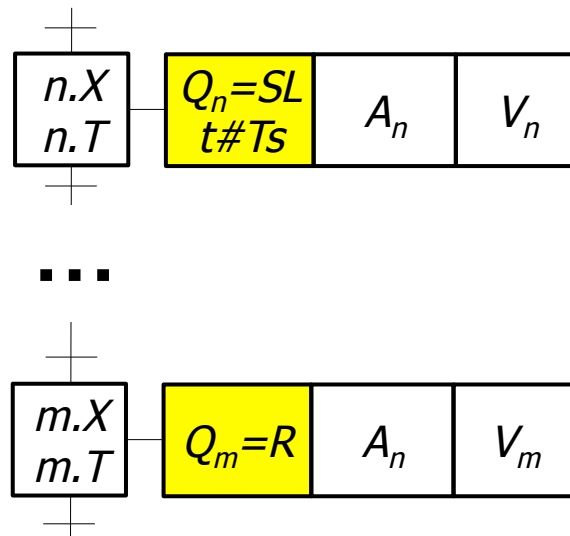 n.X
n.T
Qₙ=SL
t#Ts
Aₙ
Vₙ
...
m.X
m.T
Qₘ=R
Aₙ
Vₘ